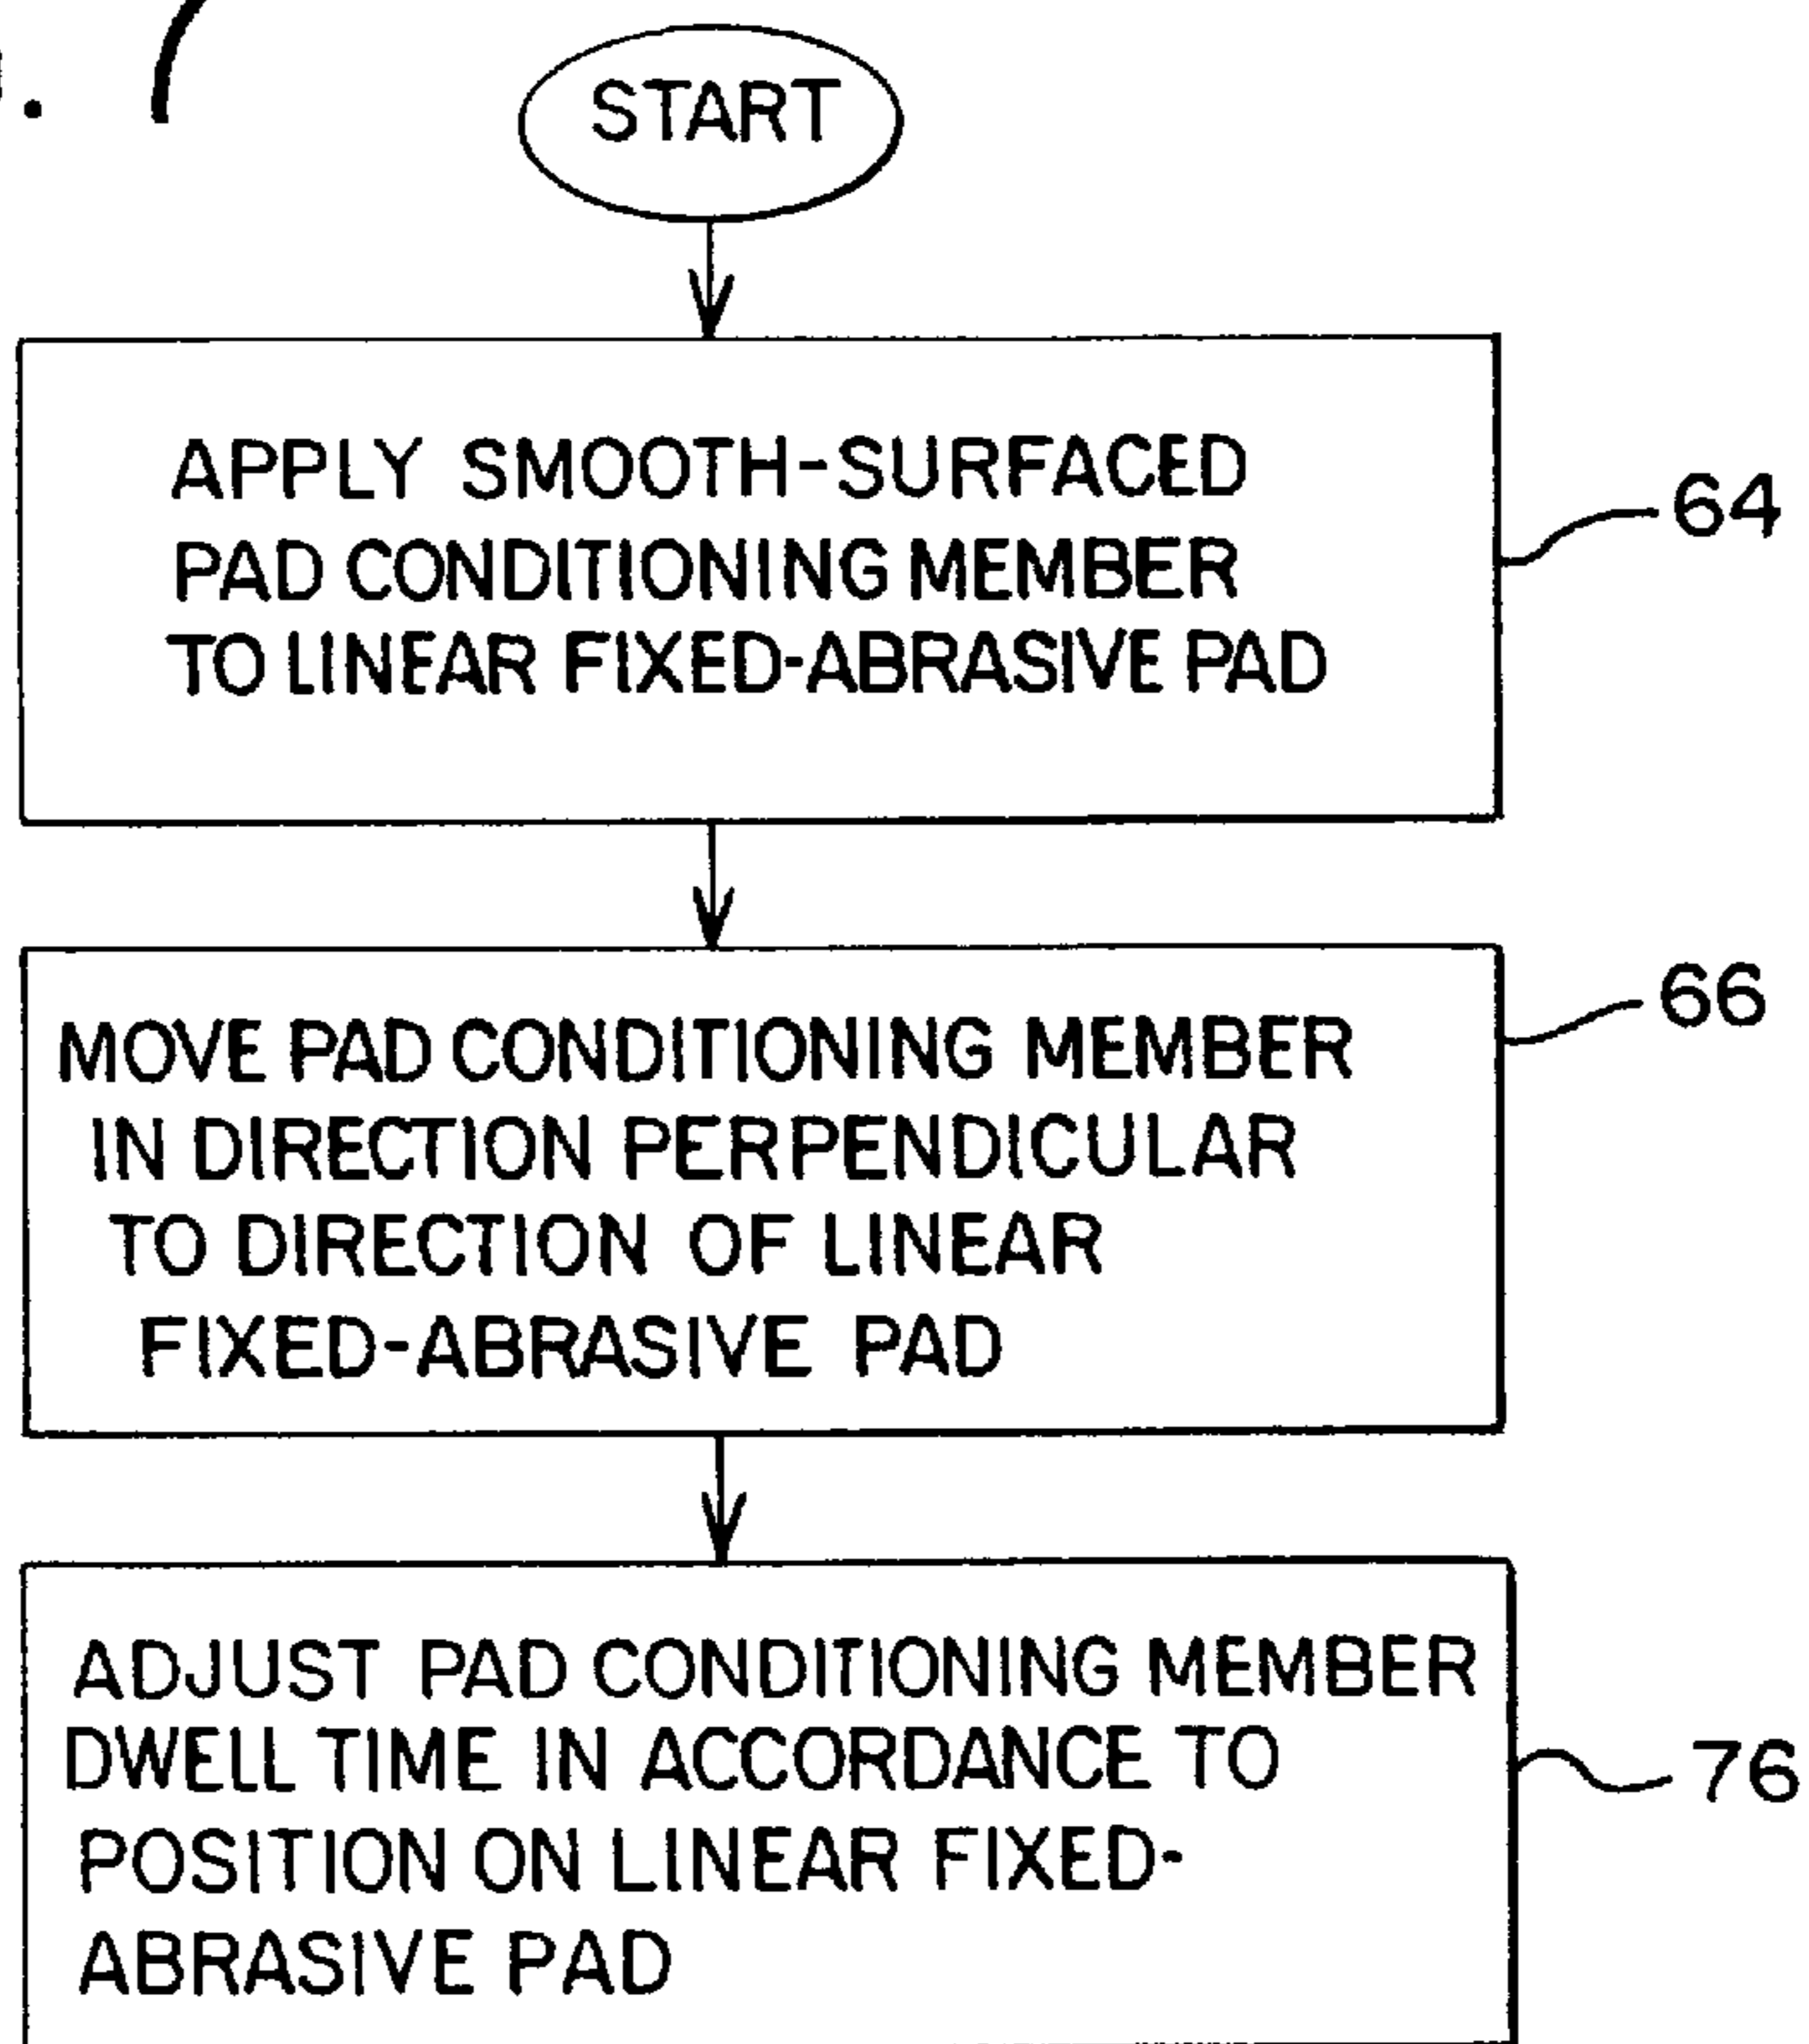 START
APPLY SMOOTH-SURFACED
PAD CONDITIONING MEMBER
TO LINEAR FIXED-ABRASIVE PAD
64
MOVE PAD CONDITIONING MEMBER
IN DIRECTION PERPENDICULAR
TO DIRECTION OF LINEAR
FIXED-ABRASIVE PAD
66
ADJUST PAD CONDITIONING MEMBER
DWELL TIME IN ACCORDANCE TO
POSITION ON LINEAR FIXED-
ABRASIVE PAD
76